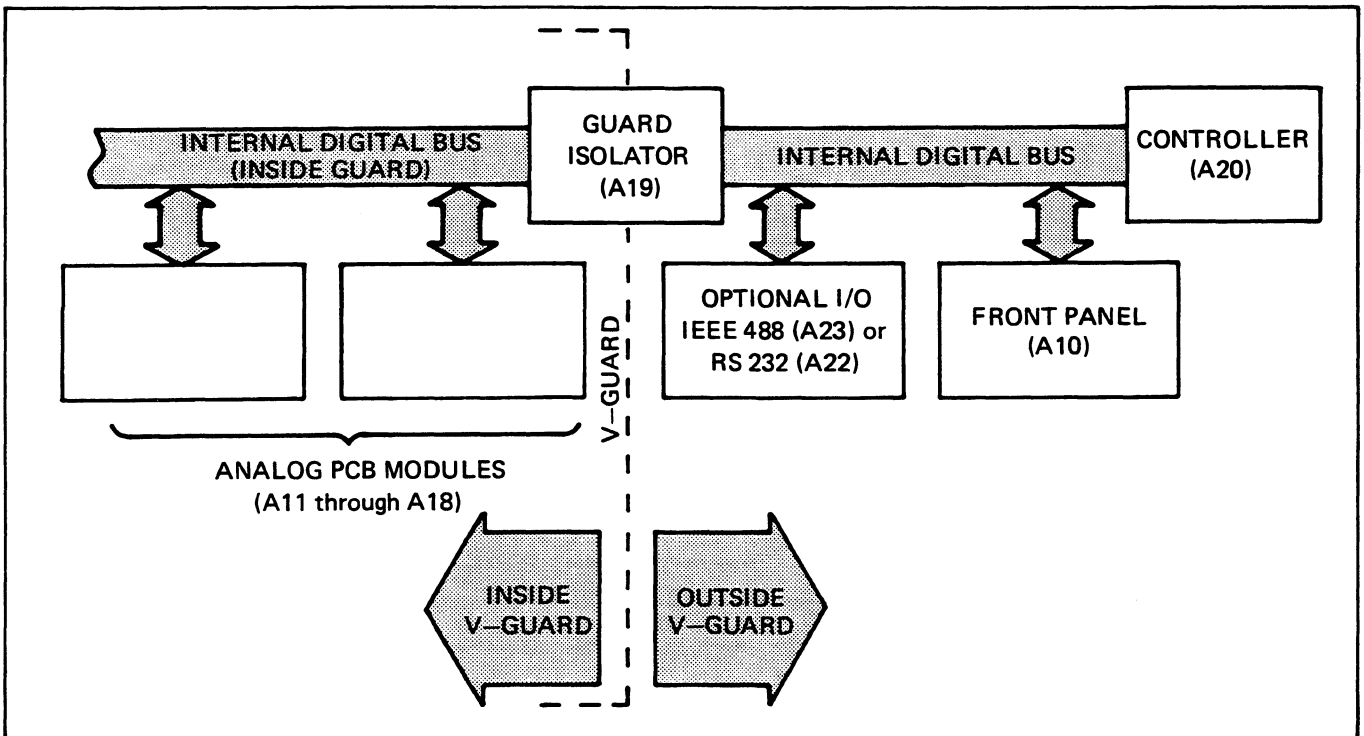 INTERNAL DIGITAL BUS
(INSIDE GUARD)
GUARD
ISOLATOR
(A19)
INTERNAL DIGITAL BUS
CONTROLLER
(A20)
OPTIONAL I/O
IEEE 488 (A23) or
RS 232 (A22)
FRONT PANEL
(A10)
V–GUARD
ANALOG PCB MODULES
(A11 through A18)
INSIDE
V–GUARD
OUTSIDE
V–GUARD